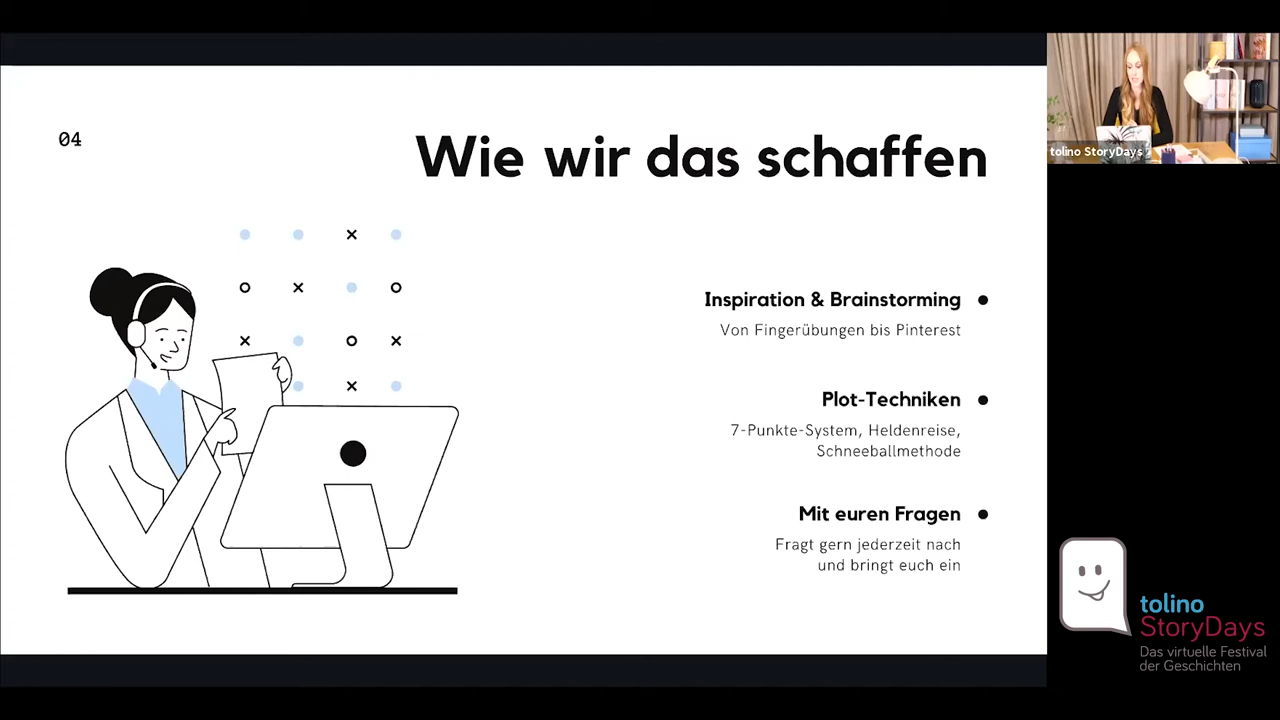 04
Wie wir das schaffen
Inspiration & Brainstorming
Von Fingerübungen bis Pinterest
Plot-Techniken
7-Punkte-System, Heldenreise,
Schneeballmethode
Mit euren Fragen
Fragt gern jederzeit nach
und bringt euch ein
tolino StoryDays
tolino
StoryDays
Das virtuelle Festival
der Geschichten